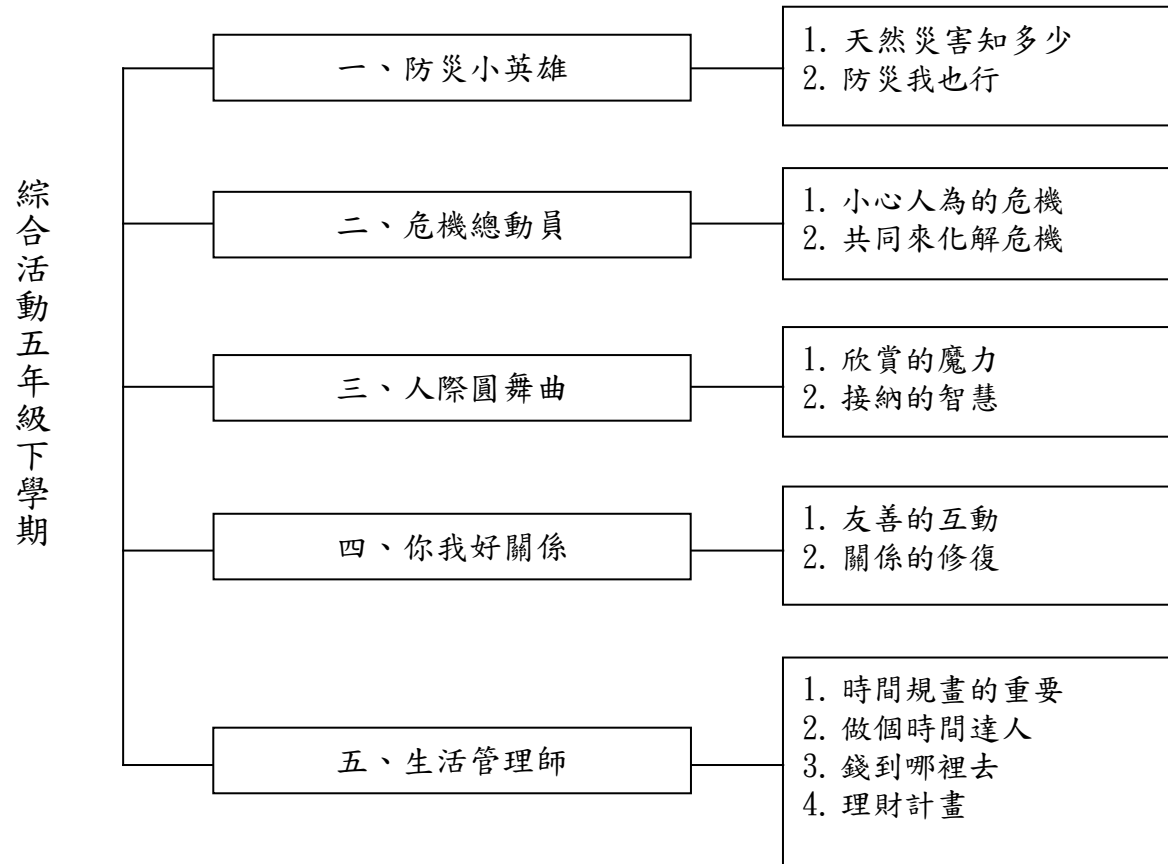 綜合活動五年級下學期
一、防災小英雄
1. 天然災害知多少
2. 防災我也行
二、危機總動員
1. 小心人為的危機
2. 共同來化解危機
三、人際圓舞曲
1. 欣賞的魔力
2. 接納的智慧
四、你我好關係
1. 友善的互動
2. 關係的修復
五、生活管理師
1. 時間規畫的重要
2. 做個時間達人
3. 錢到哪裡去
4. 理財計畫